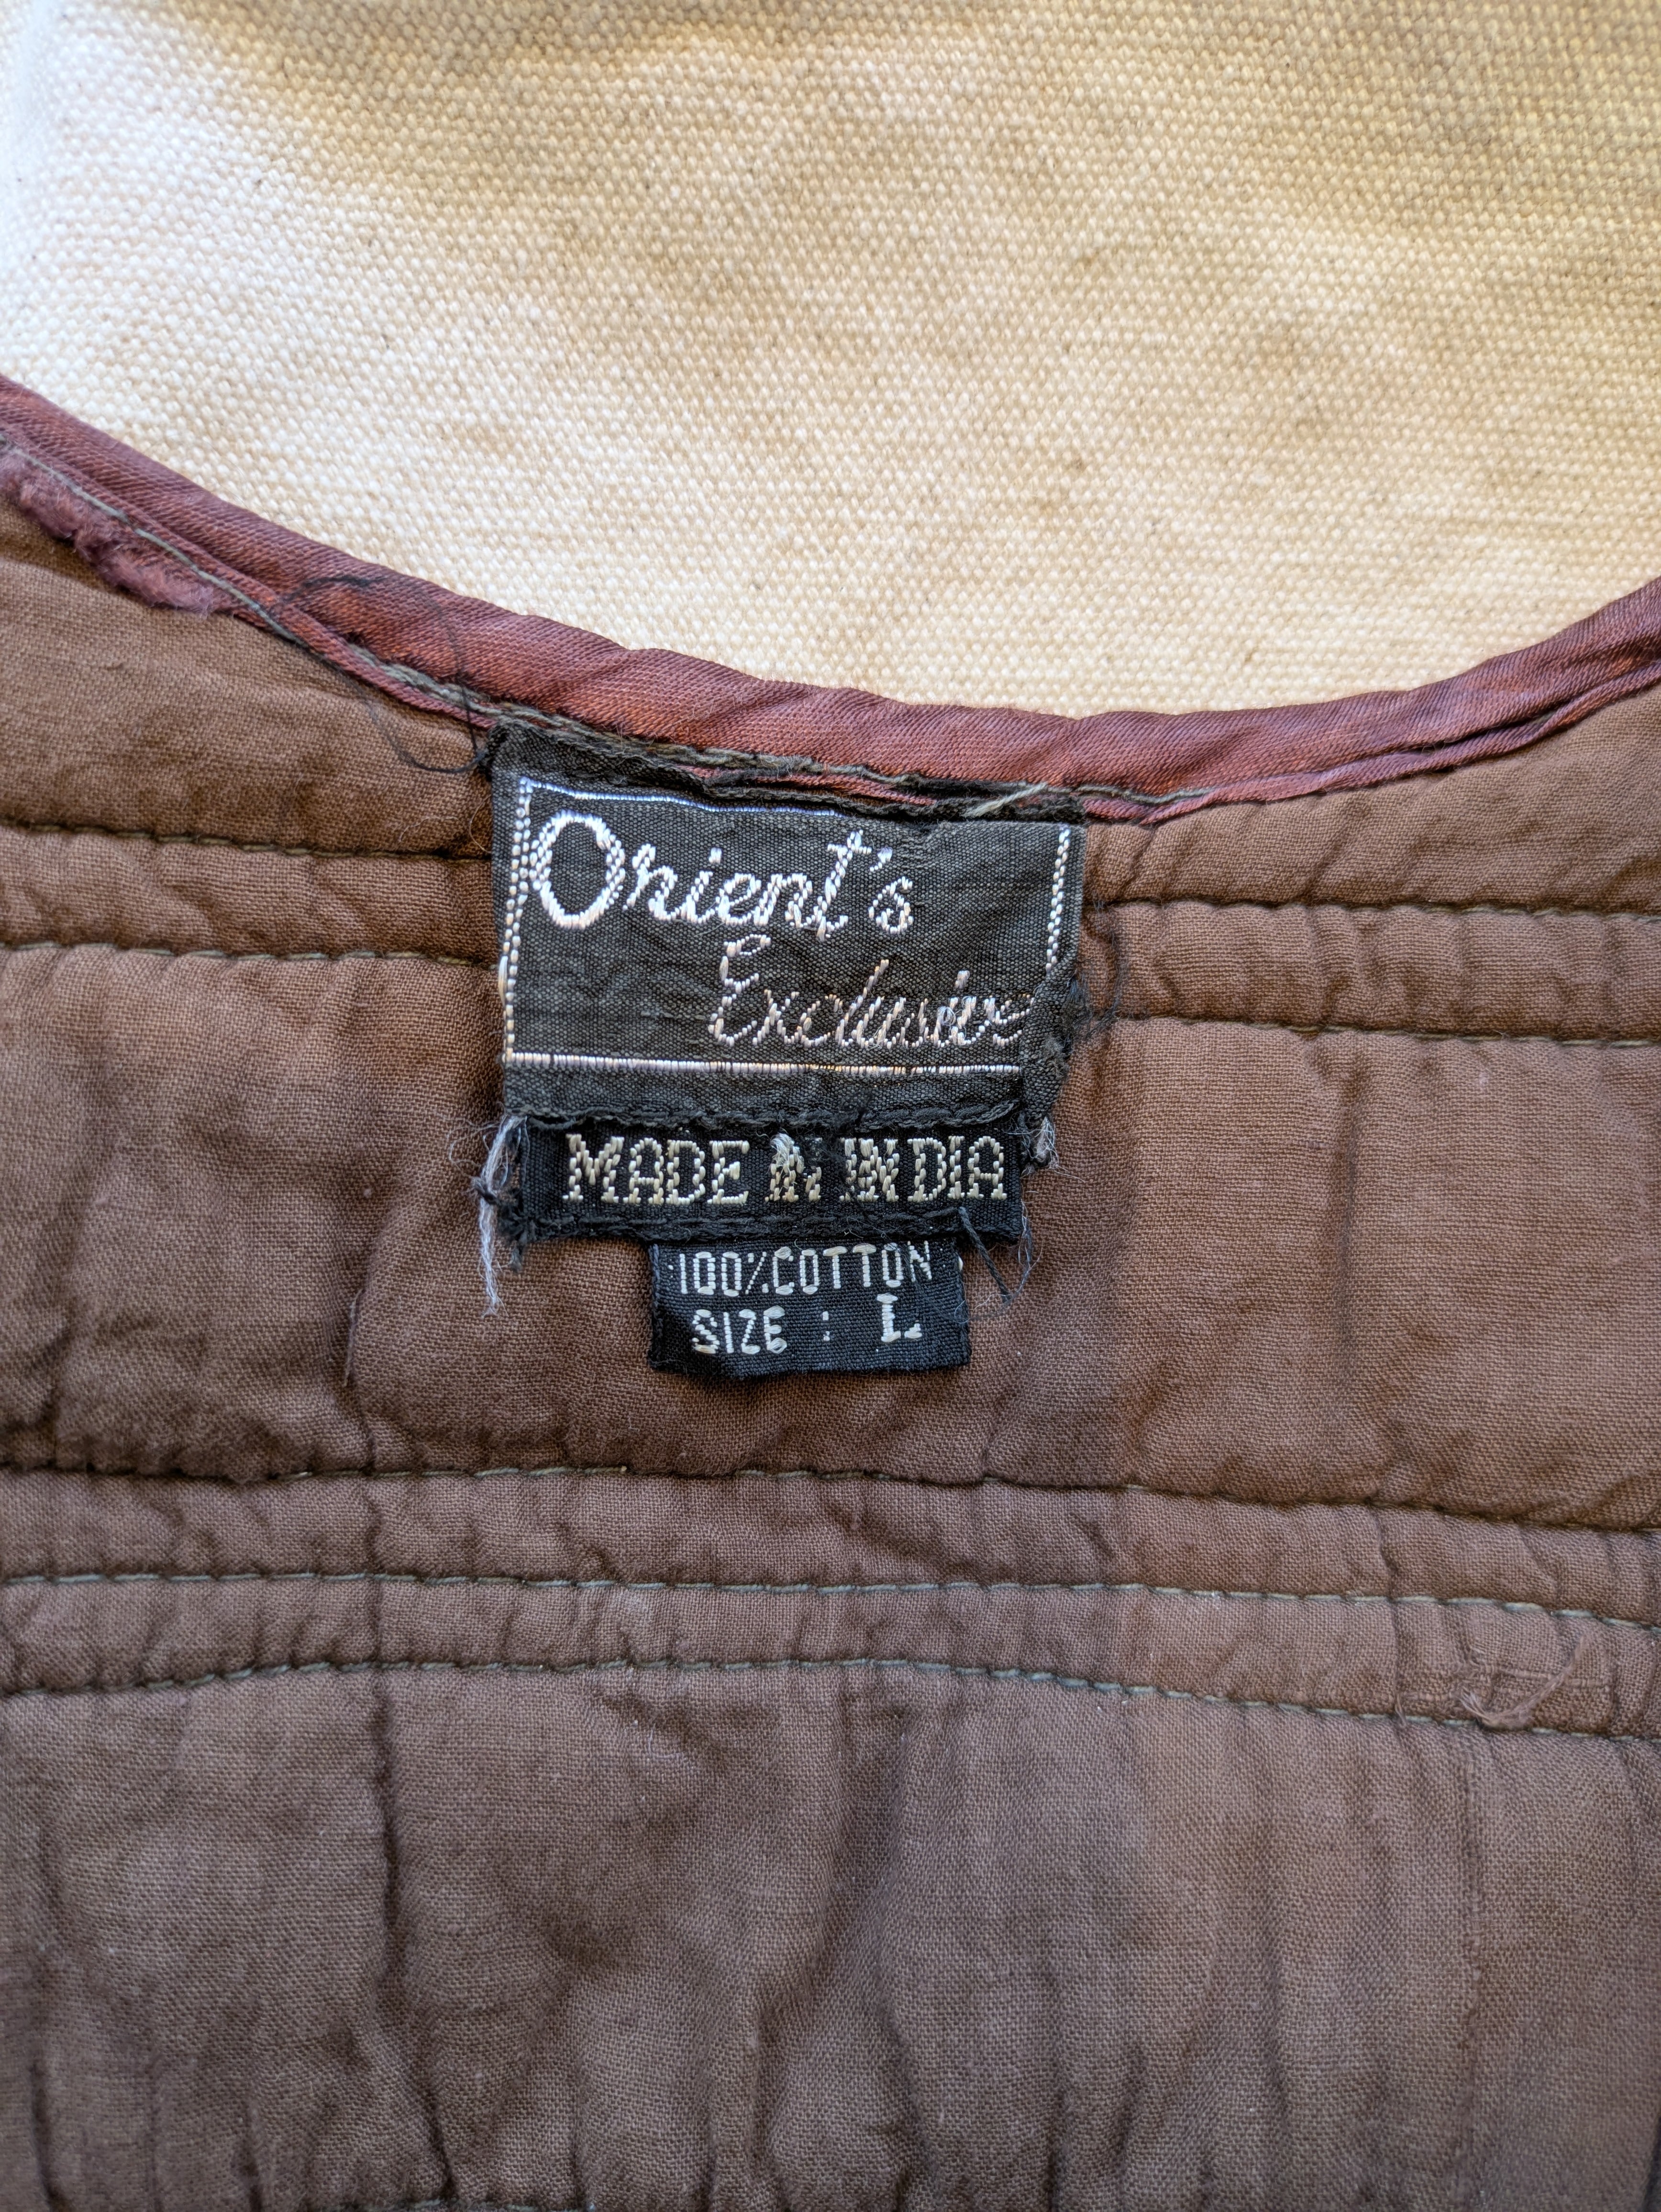 Orient's
Exclusive
MADE IN INDIA
100% COTTON
SIZE : L